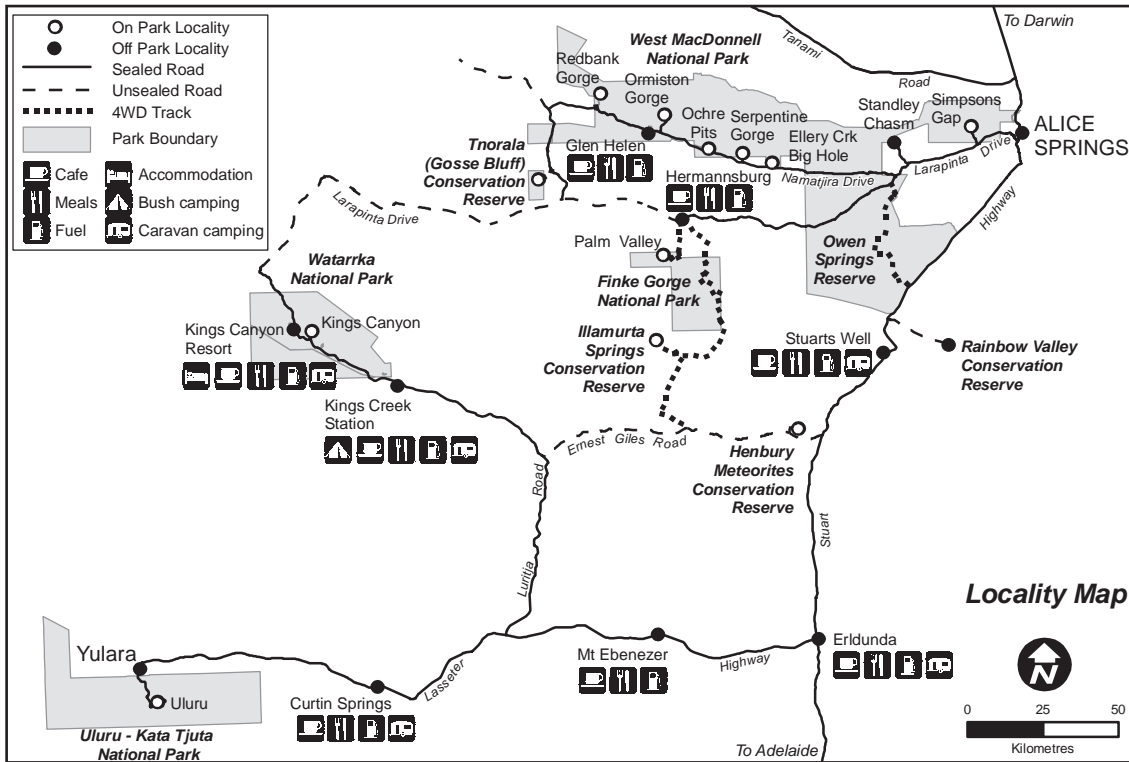 On Park Locality
Off Park Locality
Sealed Road
Unsealed Road
4WD Track
Park Boundary
Cafe
Accommodation
Meals
Bush camping
Fuel
Caravan camping
To Darwin
Tanami
Road
West MacDonnell
National Park
Redbank
Gorge
Ormiston
Gorge
Ochre
Pits
Serpentine
Gorge
Ellery Crk
Big Hole
Standley
Chasm
Simpsons
Gap
ALICE
SPRINGS
Larapinta Drive
Namatjira Drive
Highway
Glen Helen
Tnorala
(Gosse Bluff)
Conservation
Reserve
Hermannsburg
Larapinta Drive
Palm Valley
Finke Gorge
National Park
Owen
Springs
Reserve
Watarrka
National Park
Kings Canyon
Resort
Kings Canyon
Kings Creek
Station
Illamurta
Springs
Conservation
Reserve
Stuarts Well
Rainbow Valley
Conservation
Reserve
Ernest Giles Road
Henbury
Meteorites
Conservation
Reserve
Luritja
Road
Stuart
Locality Map
N
0 25 50
Kilometres
Yulara
Uluru
Uluru - Kata Tjuta
National Park
Curtin Springs
Lasseter
Highway
Mt Ebenezer
Erldunda
To Adelaide